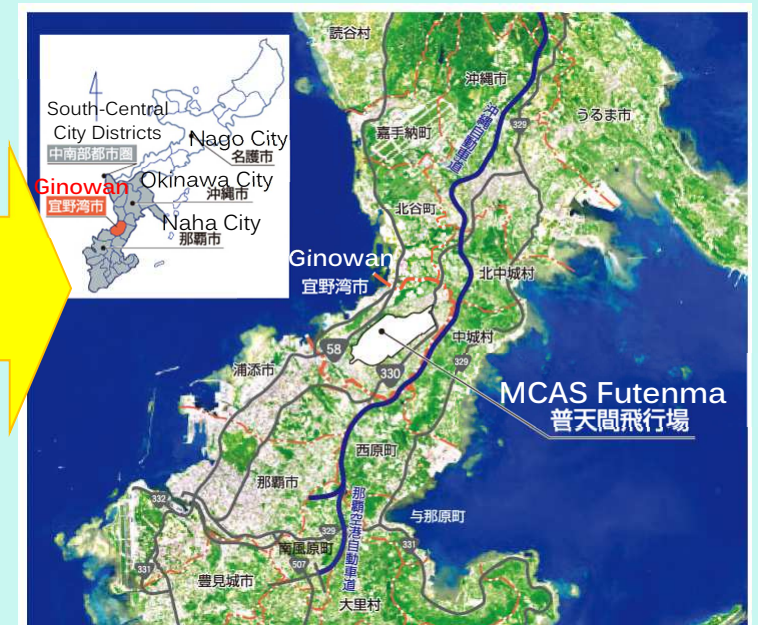 South-Central
City Districts
中南部都市圏
Nago City
名護市
Ginowan
宜野湾市
Okinawa City
沖縄市
Naha City
那覇市
読谷村
沖縄市
嘉手納町
沖縄自動車道
329
うるま市
北谷町
Ginowan
宜野湾市
北中城村
中城村
58
330
329
浦添市
MCAS Futenma
普天間飛行場
西原町
那覇市
那覇空港自動車道
与那原町
332
329
南風原町
331
331
507
豊見城市
大里村